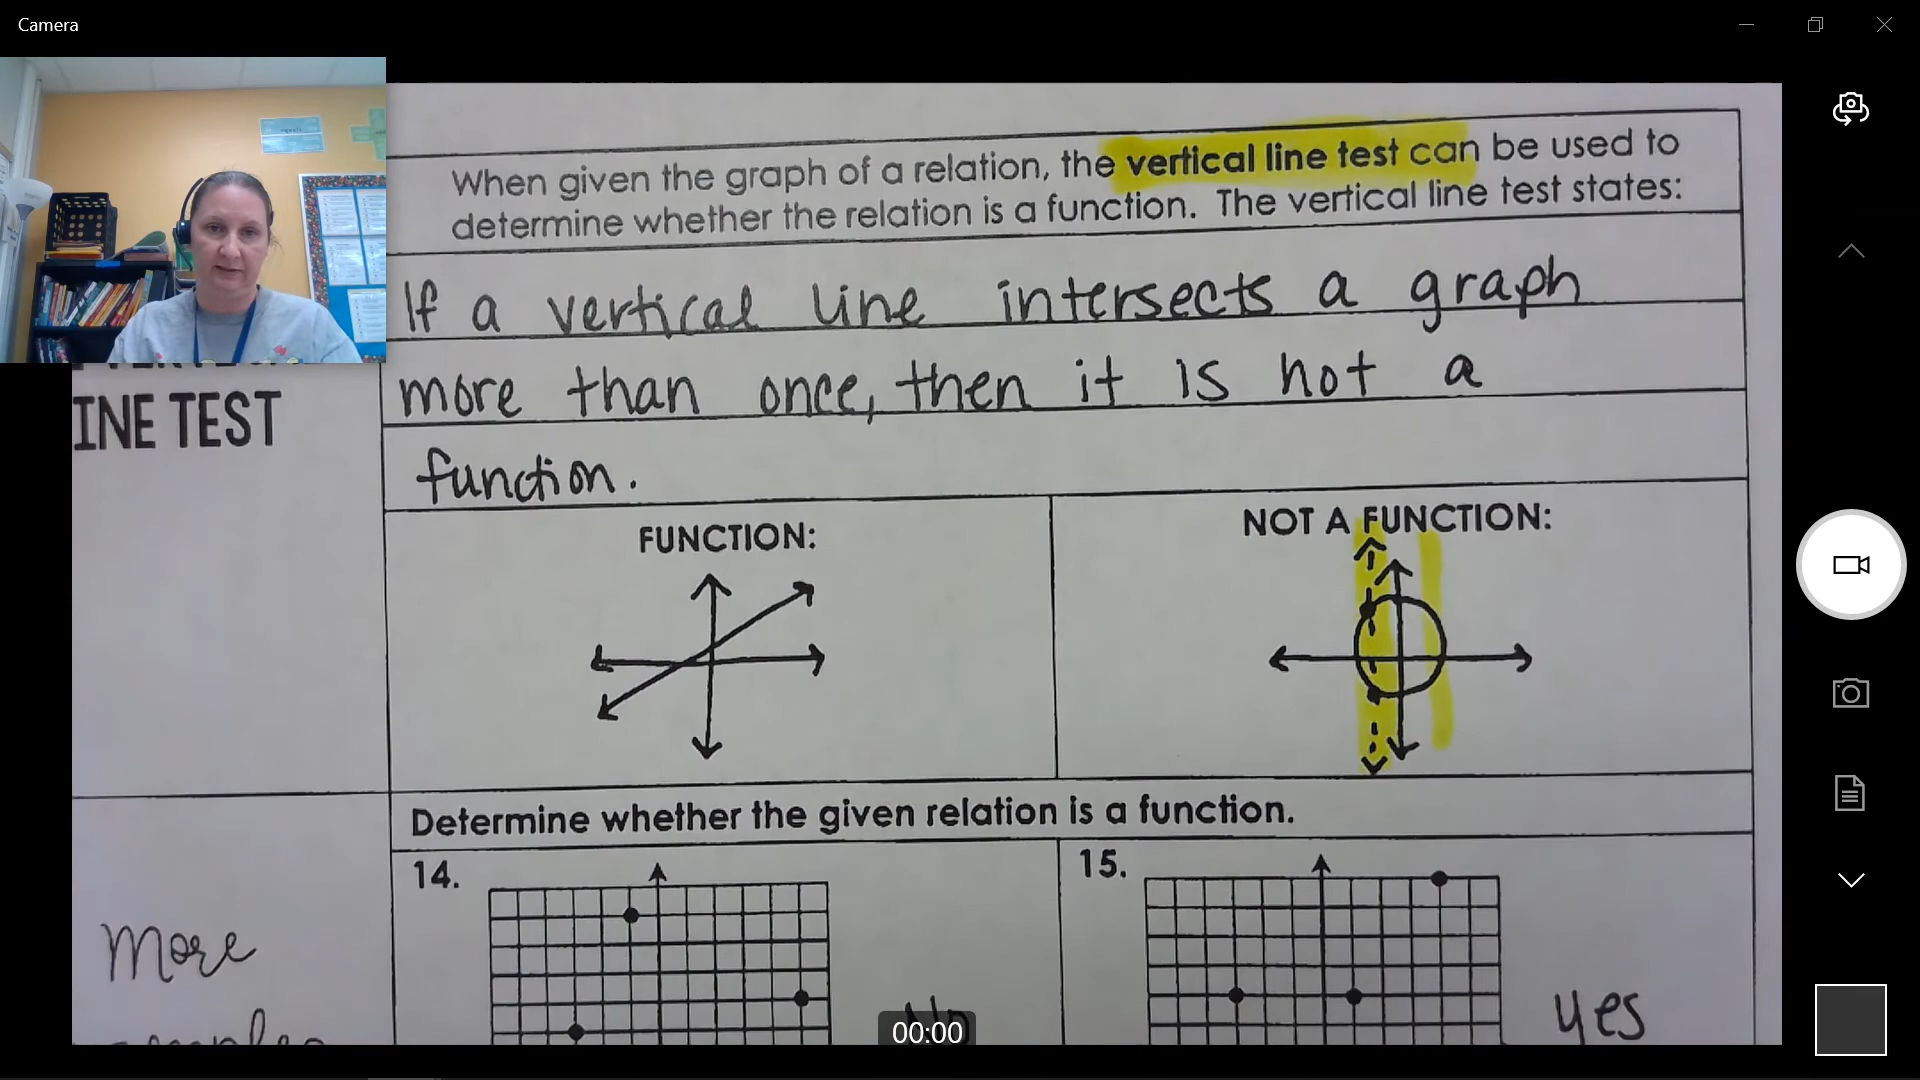 Camera
When given the graph of a relation, the vertical line test can be used to
determine whether the relation is a function. The vertical line test states:
If a vertical line intersects a graph
more than once, then it is not a
function.
INE TEST
FUNCTION:
NOT A FUNCTION:
Determine whether the given relation is a function.
14.
No
15.
yes
More
00:00